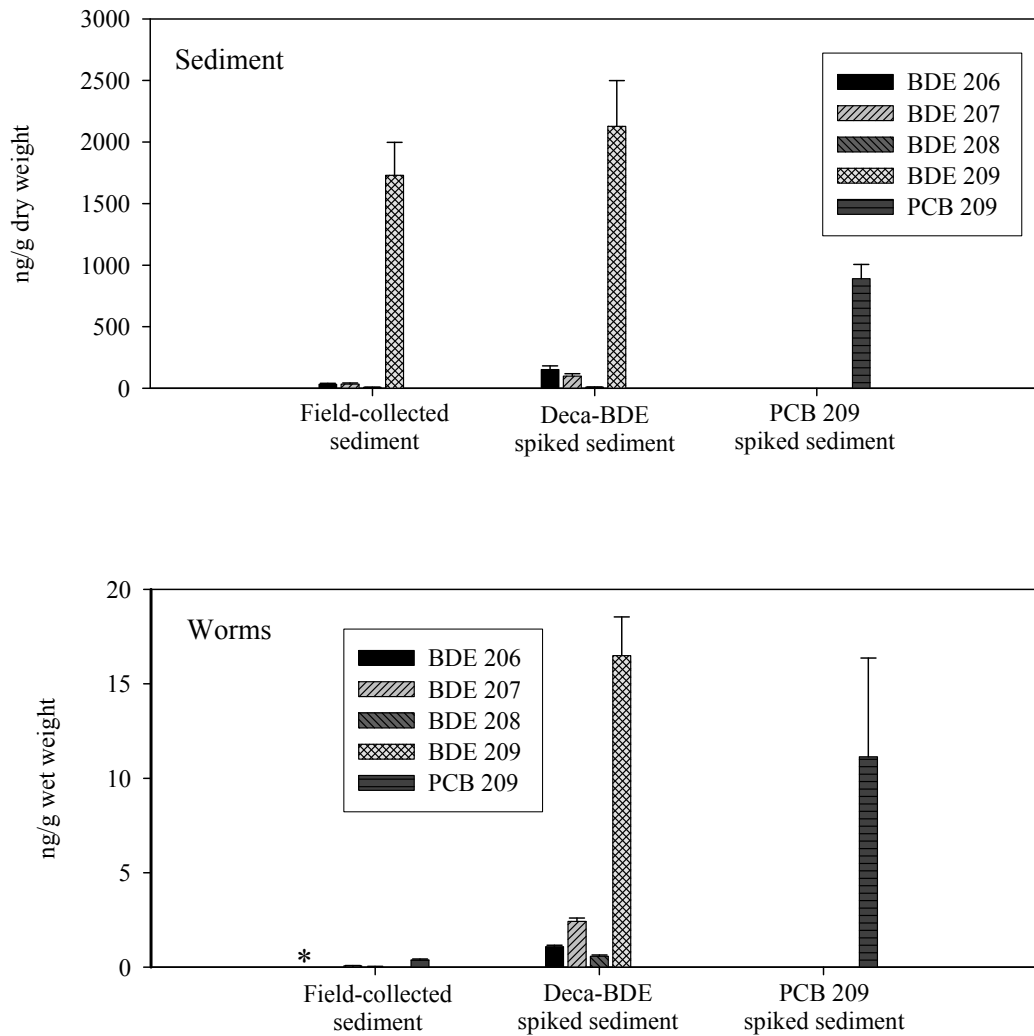 3000
2500
2000
1500
1000
500
0
ng/g dry weight
Sediment
BDE 206
BDE 207
BDE 208
BDE 209
PCB 209
Field-collected
sediment
Deca-BDE
spiked sediment
PCB 209
spiked sediment
20
15
10
5
0
ng/g wet weight
Worms
BDE 206
BDE 207
BDE 208
BDE 209
PCB 209
*
Field-collected
sediment
Deca-BDE
spiked sediment
PCB 209
spiked sediment